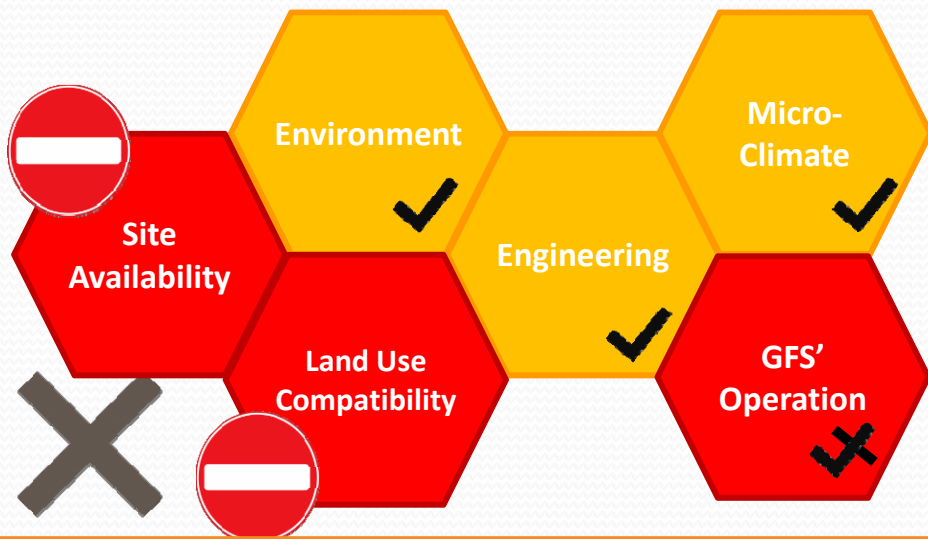 Environment
Micro-
Climate
Site
Availability
Engineering
Land Use
Compatibility
GFS’
Operation